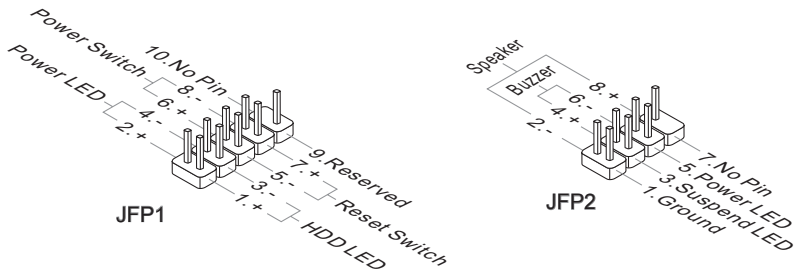 Power Switch
Power LED
10.No Pin
8.-
6.+
4.-
2.+
9.Reserved
7.+
5.-
Reset Switch
3.-
1.+
HDD LED
JFP1
Speaker
Buzzer
8.+
6.-
4.+
2.-
7.No Pin
5.Power LED
3.Suspend LED
1.Ground
JFP2